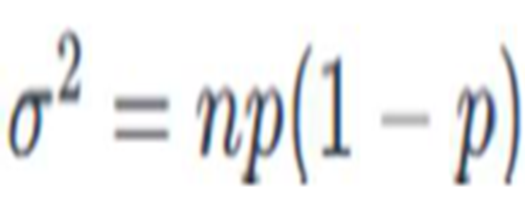 σ² = np(1 − p)